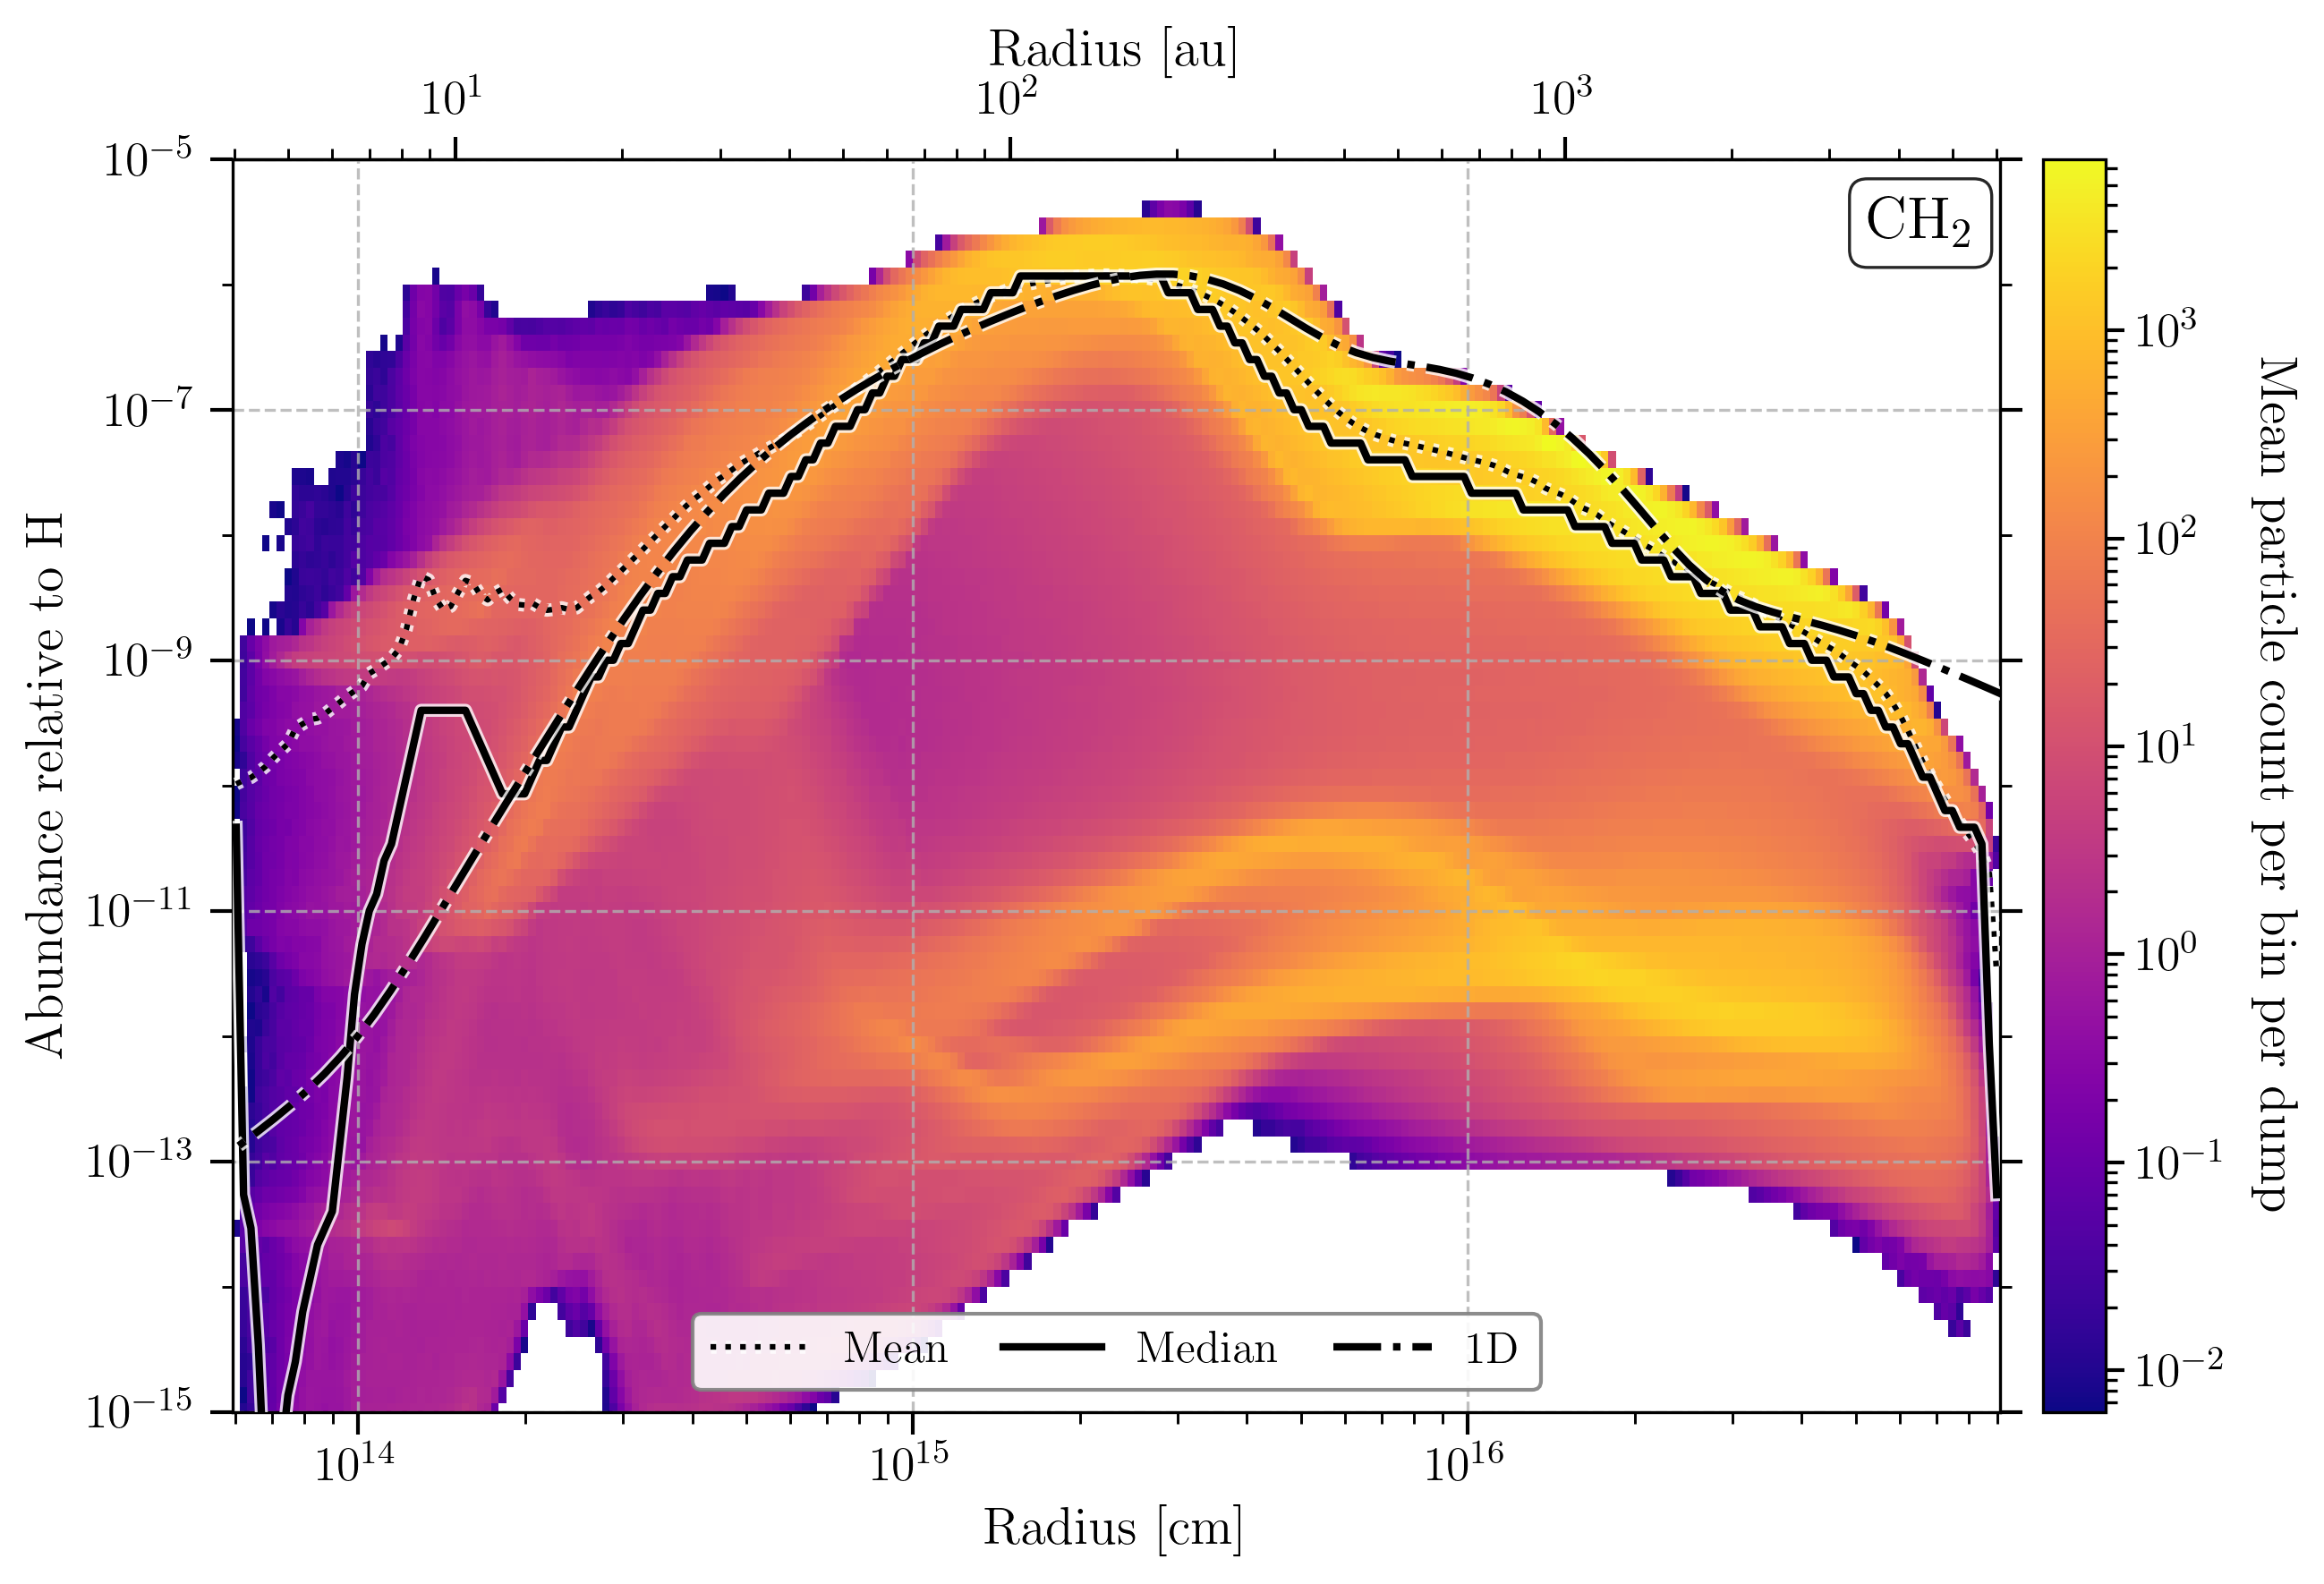 Radius [au]
10^1 10^2 10^3
CH_2
10^-5
10^-7
10^-9
10^-11
10^-13
10^-15
Abundance relative to H
Mean Median 1D
10^14 10^15 10^16
Radius [cm]
10^3
10^2
10^1
10^0
10^-1
10^-2
Mean particle count per bin per dump